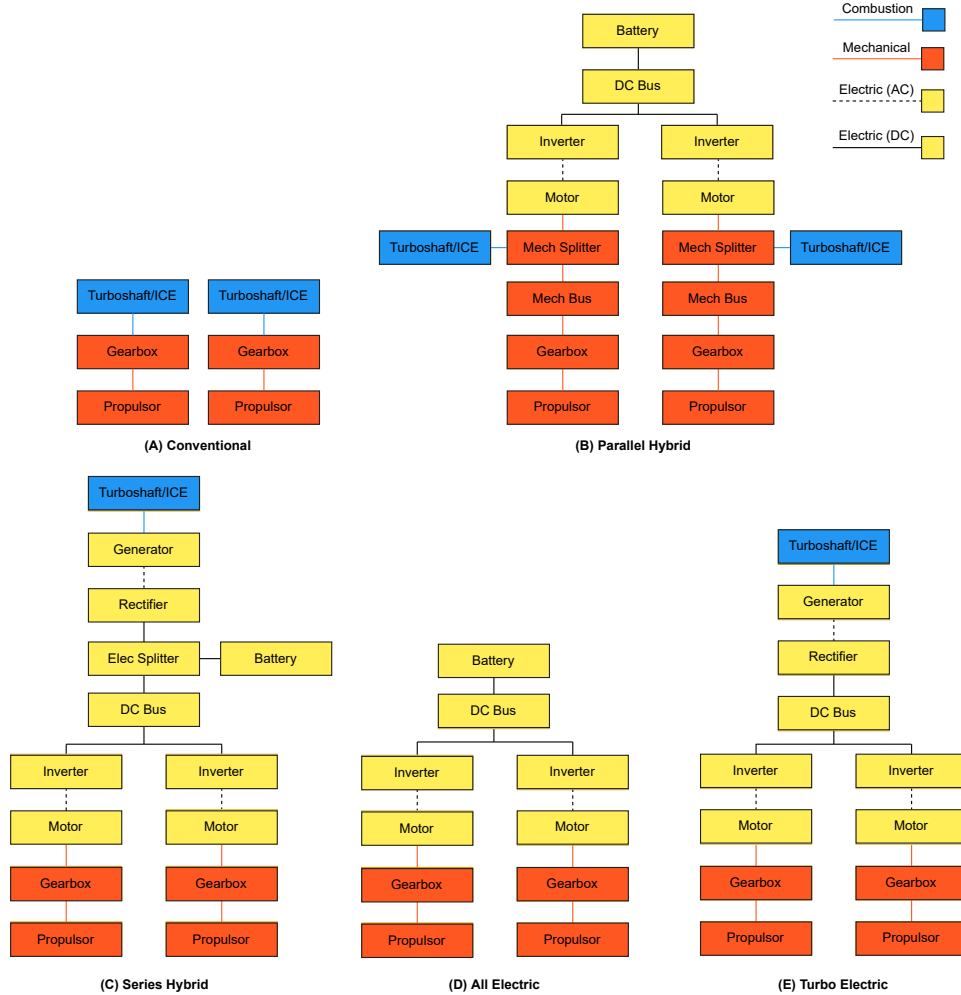 Combustion
Mechanical
Electric (AC)
Electric (DC)
Battery
DC Bus
Inverter
Inverter
Motor
Motor
Turboshaft/ICE
Mech Splitter
Mech Splitter
Turboshaft/ICE
Mech Bus
Mech Bus
Gearbox
Gearbox
Propulsor
Propulsor
(B) Parallel Hybrid
Turboshaft/ICE
Turboshaft/ICE
Gearbox
Gearbox
Propulsor
Propulsor
(A) Conventional
Turboshaft/ICE
Generator
Rectifier
Elec Splitter
Battery
DC Bus
Inverter
Inverter
Motor
Motor
Gearbox
Gearbox
Propulsor
Propulsor
(C) Series Hybrid
Battery
DC Bus
Inverter
Inverter
Motor
Motor
Gearbox
Gearbox
Propulsor
Propulsor
(D) All Electric
Turboshaft/ICE
Generator
Rectifier
DC Bus
Inverter
Inverter
Motor
Motor
Gearbox
Gearbox
Propulsor
Propulsor
(E) Turbo Electric